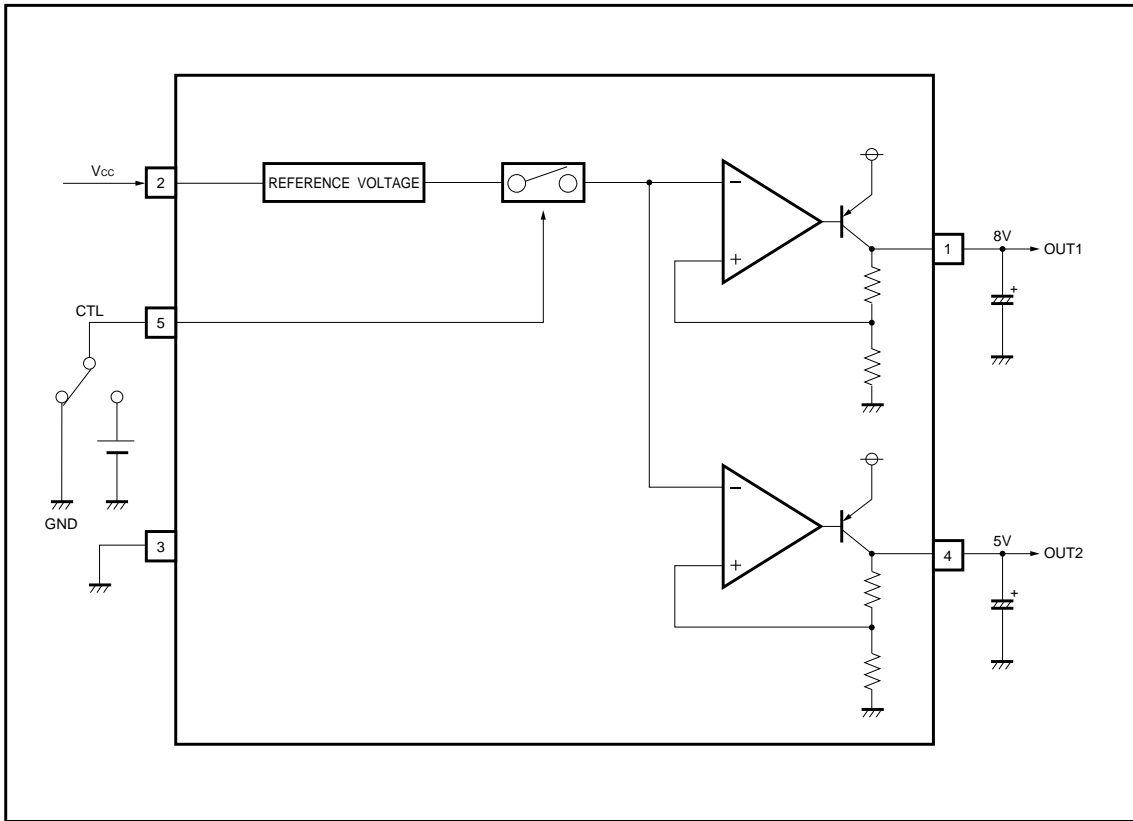 Vcc
2
REFERENCE VOLTAGE
−
+
1
8V
OUT1
+
CTL
5
GND
3
−
+
4
5V
OUT2
+